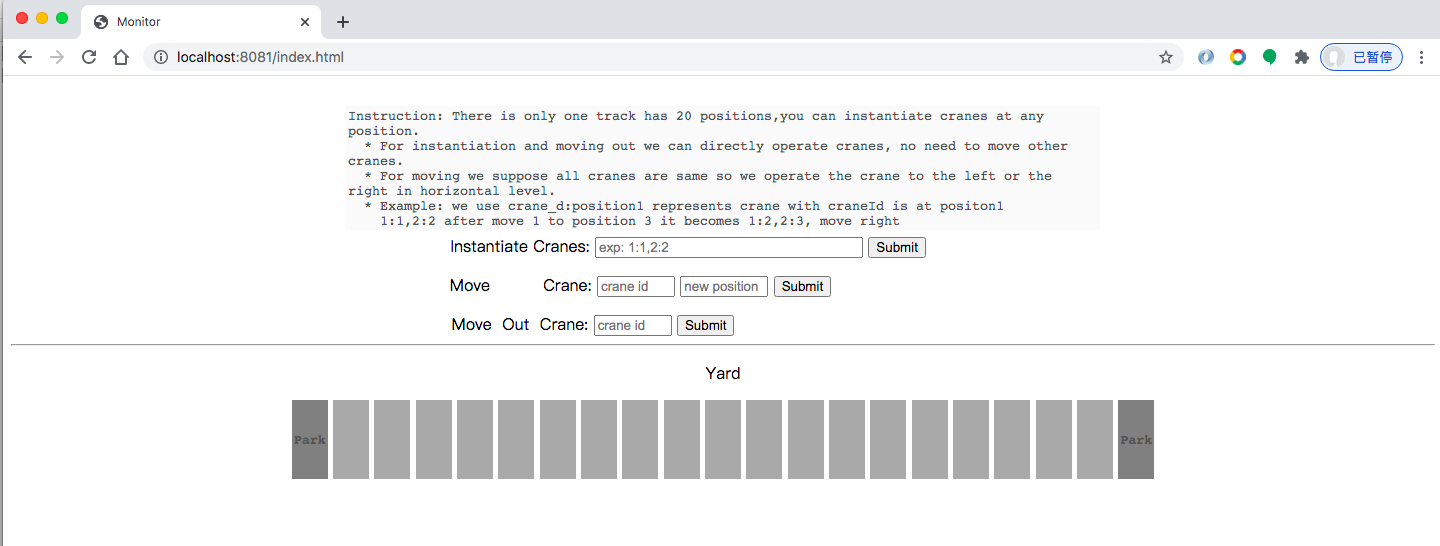 Monitor
localhost:8081/index.html
已暂停
Instruction: There is only one track has 20 positions,you can instantiate cranes at any
position.
* For instantiation and moving out we can directly operate cranes, no need to move other
cranes.
* For moving we suppose all cranes are same so we operate the crane to the left or the
right in horizontal level.
* Example: we use crane_d:position1 represents crane with craneId is at positon1
1:1,2:2 after move 1 to position 3 it becomes 1:2,2:3, move right
Instantiate Cranes: exp: 1:1,2:2 Submit
Move Crane: crane id new position Submit
Move Out Crane: crane id Submit
Yard
Park Park